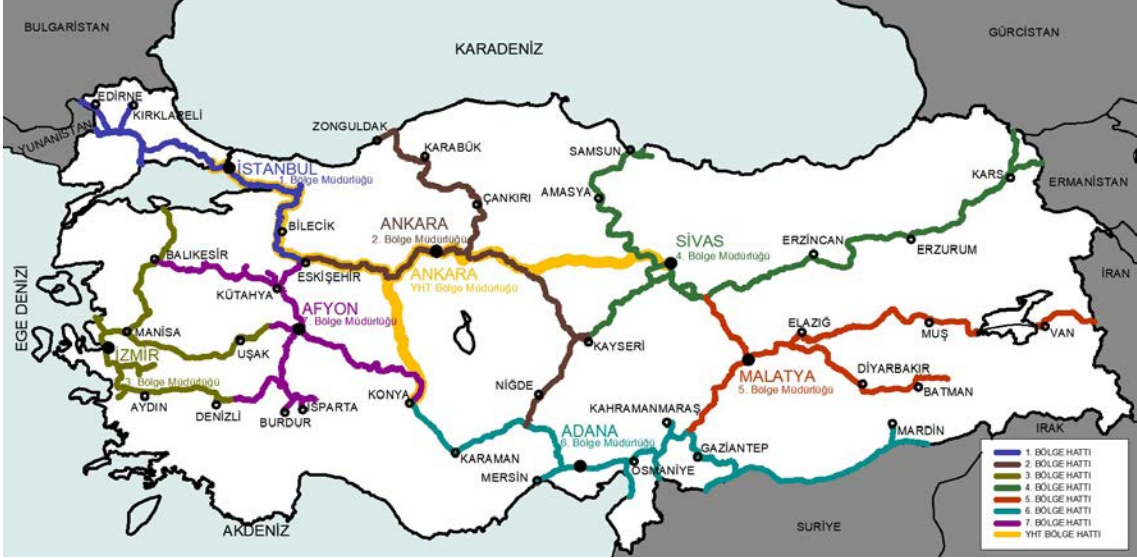 BULGARİSTAN
GÜRCİSTAN
KARADENİZ
EDİRNE
KIRKLARELİ
YUNANİSTAN
ZONGULDAK
KARABÜK
SAMSUN
İSTANBUL
1. Bölge Müdürlüğü
ÇANKIRI
AMASYA
KARS
ERMANİSTAN
BİLECİK
ANKARA
2. Bölge Müdürlüğü
SİVAS
4. Bölge Müdürlüğü
ERZİNCAN
ERZURUM
BALIKESİR
ESKİŞEHİR
ANKARA
YHT Bölge Müdürlüğü
İRAN
EGE DENİZİ
KÜTAHYA
AFYON
7. Bölge Müdürlüğü
MANİSA
UŞAK
KAYSERİ
ELAZIĞ
MUŞ
VAN
İZMİR
3. Bölge Müdürlüğü
MALATYA
5. Bölge Müdürlüğü
DİYARBAKIR
BATMAN
AYDIN
DENİZLİ
BURDUR
ISPARTA
KONYA
NİĞDE
KAHRAMANMARAŞ
ADANA
6. Bölge Müdürlüğü
GAZİANTEP
MARDİN
IRAK
KARAMAN
MERSİN
OSMANİYE
AKDENİZ
SURİYE
1. BÖLGE HATTI
2. BÖLGE HATTI
3. BÖLGE HATTI
4. BÖLGE HATTI
5. BÖLGE HATTI
6. BÖLGE HATTI
7. BÖLGE HATTI
YHT BÖLGE HATTI